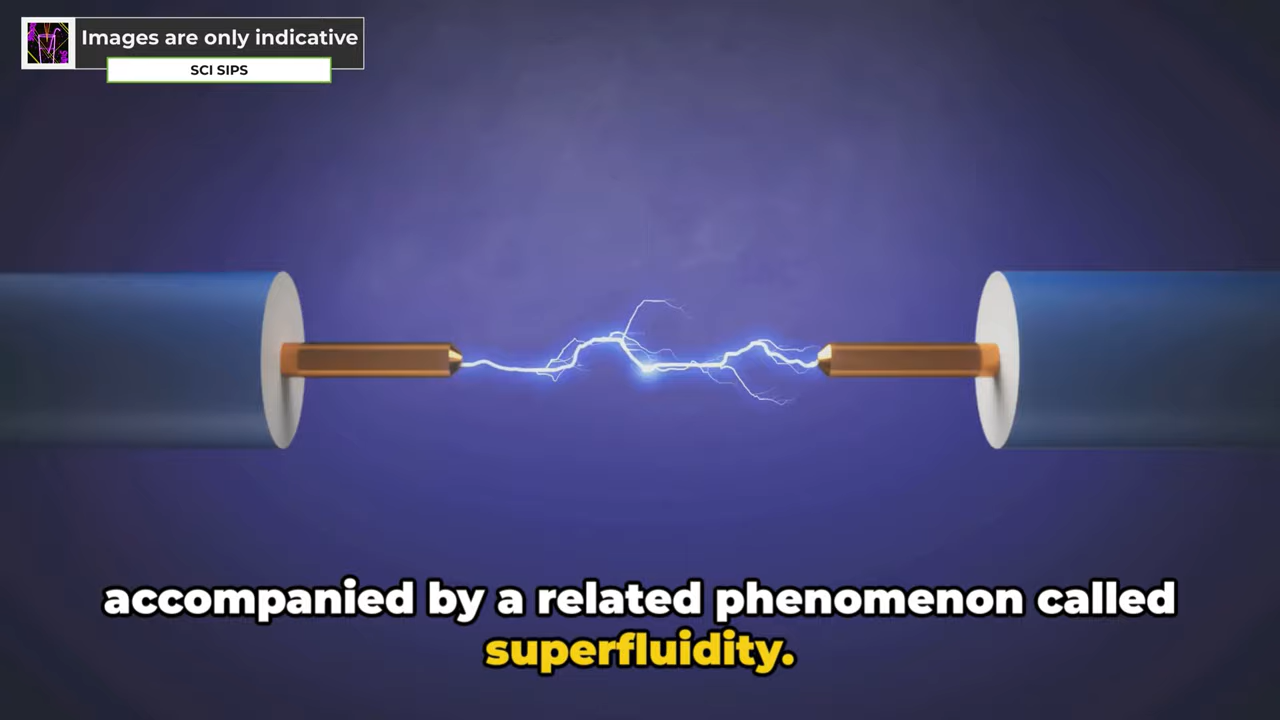 Images are only indicative
SCI SIPS
accompanied by a related phenomenon called
superfluidity.